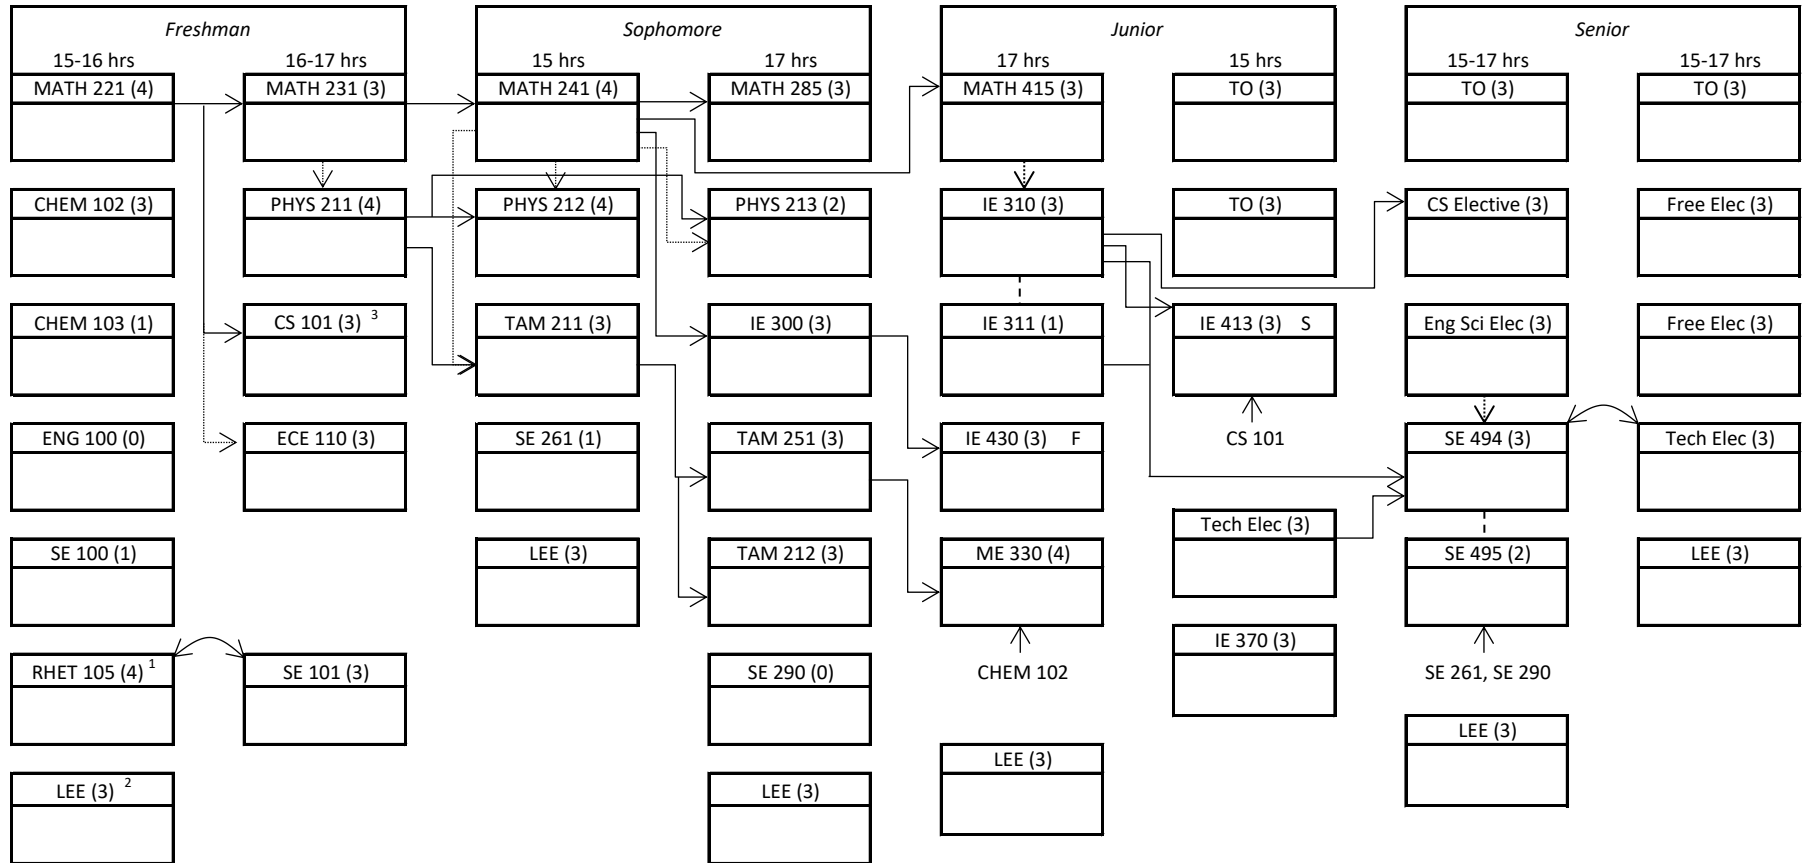 Freshman
Sophomore
Junior
Senior
15-16 hrs
16-17 hrs
15 hrs
17 hrs
17 hrs
15 hrs
15-17 hrs
15-17 hrs
MATH 221 (4)
MATH 231 (3)
MATH 241 (4)
MATH 285 (3)
MATH 415 (3)
TO (3)
TO (3)
TO (3)
CHEM 102 (3)
PHYS 211 (4)
PHYS 212 (4)
PHYS 213 (2)
IE 310 (3)
TO (3)
CS Elective (3)
Free Elec (3)
CHEM 103 (1)
CS 101 (3) 3
TAM 211 (3)
IE 300 (3)
IE 311 (1)
IE 413 (3) S
Eng Sci Elec (3)
Free Elec (3)
ENG 100 (0)
ECE 110 (3)
SE 261 (1)
TAM 251 (3)
IE 430 (3) F
CS 101
SE 494 (3)
Tech Elec (3)
Tech Elec (3)
SE 100 (1)
LEE (3)
TAM 212 (3)
ME 330 (4)
SE 495 (2)
LEE (3)
IE 370 (3)
RHET 105 (4) 1
SE 101 (3)
SE 290 (0)
CHEM 102
SE 261, SE 290
LEE (3)
LEE (3)
LEE (3) 2
LEE (3)